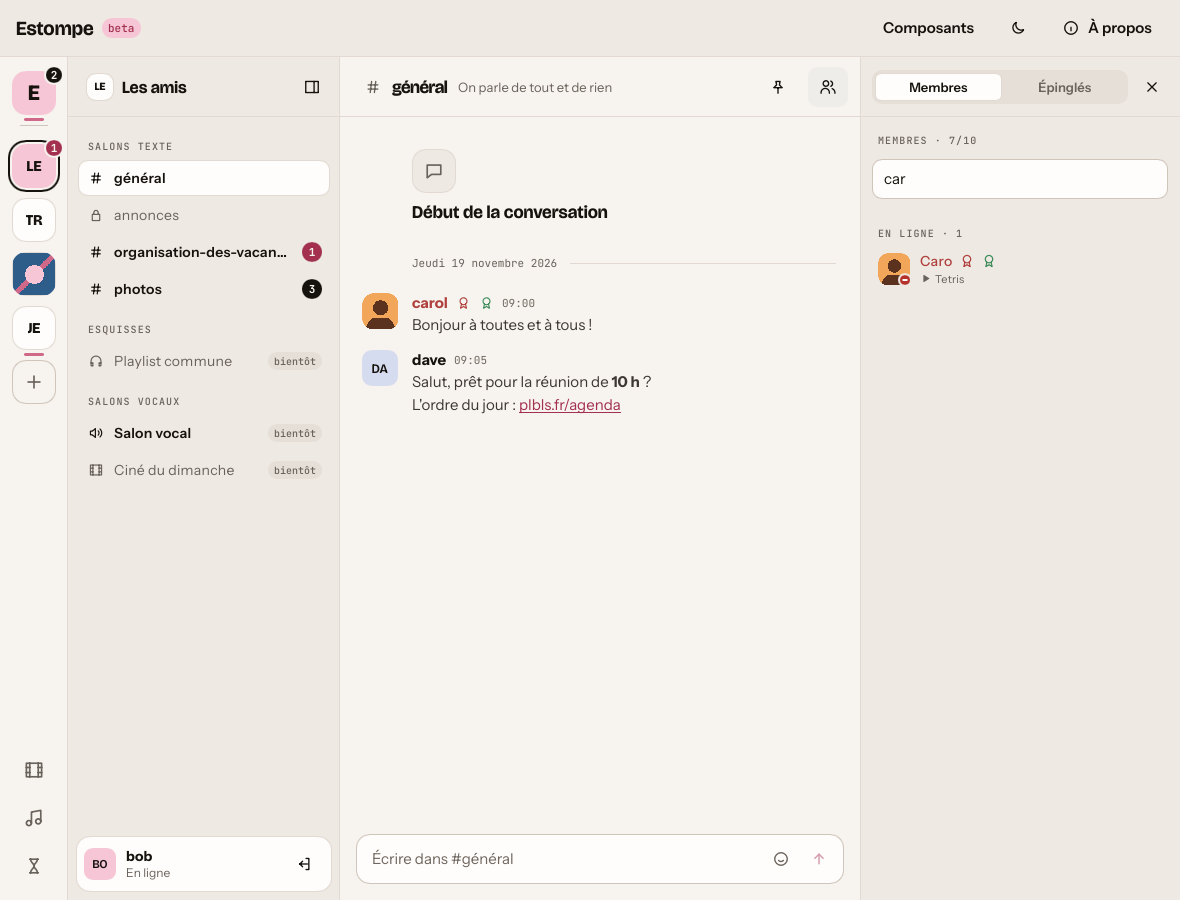 Estompe beta
Composants
À propos
E 2
LE 1
TR
JE
LE Les amis
SALONS TEXTE
# général
annonces
# organisation-des-vacan... 1
# photos 3
ESQUISSES
Playlist commune bientôt
SALONS VOCAUX
Salon vocal bientôt
Ciné du dimanche bientôt
BO bob
En ligne
# général On parle de tout et de rien
Début de la conversation
Jeudi 19 novembre 2026
carol 09:00
Bonjour à toutes et à tous !
DA dave 09:05
Salut, prêt pour la réunion de 10 h ?
L'ordre du jour : plbls.fr/agenda
Écrire dans #général
Membres Épinglés
MEMBRES · 7/10
car
EN LIGNE · 1
Caro
Tetris